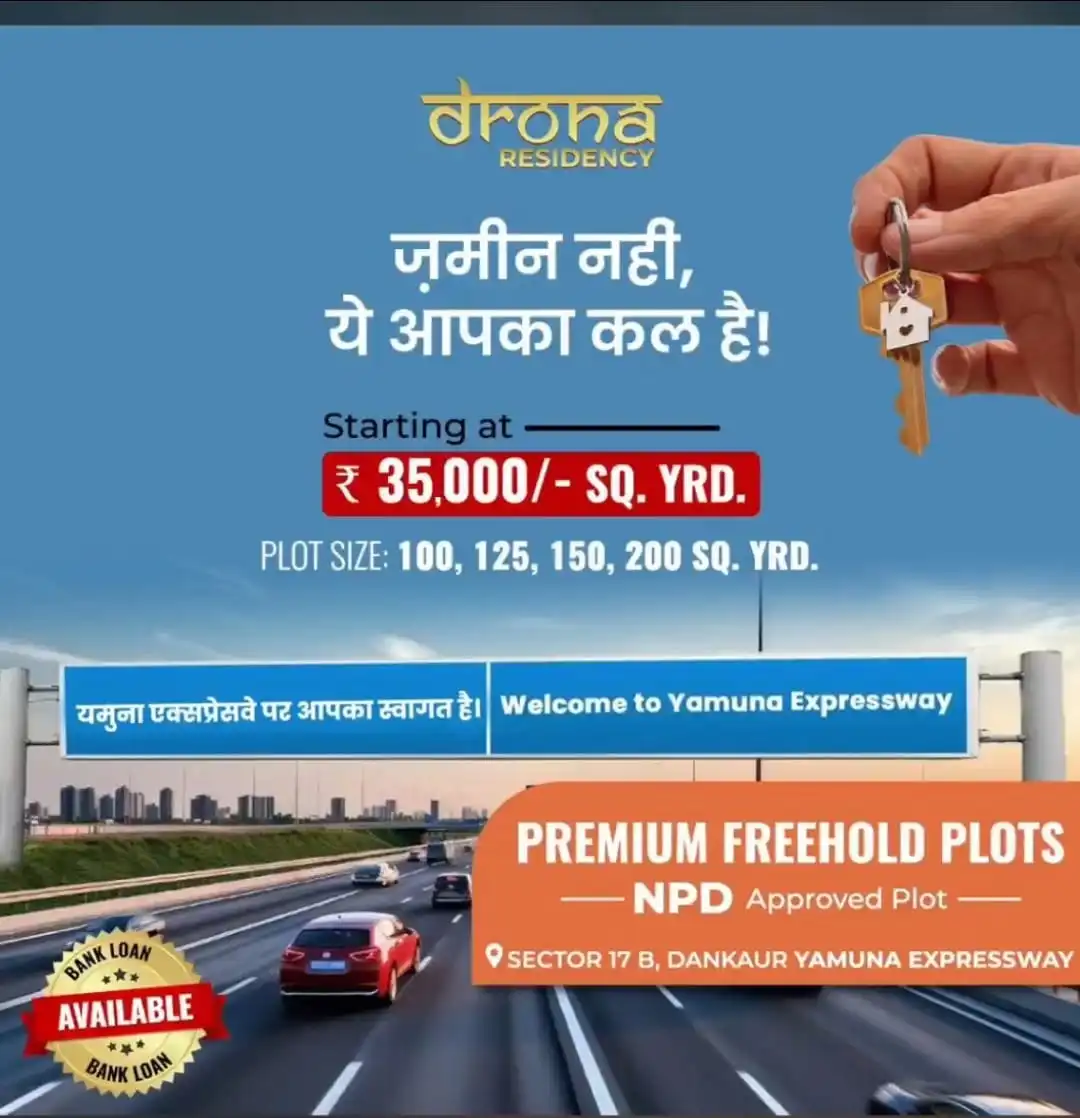 drona
RESIDENCY
ज़मीन नही,
ये आपका कल है!
Starting at
₹ 35,000/- SQ. YRD.
PLOT SIZE: 100, 125, 150, 200 SQ. YRD.
यमुना एक्सप्रेसवे पर आपका स्वागत है।
Welcome to Yamuna Expressway
PREMIUM FREEHOLD PLOTS
NPD Approved Plot
SECTOR 17 B, DANKAUR YAMUNA EXPRESSWAY
BANK LOAN
AVAILABLE
BANK LOAN